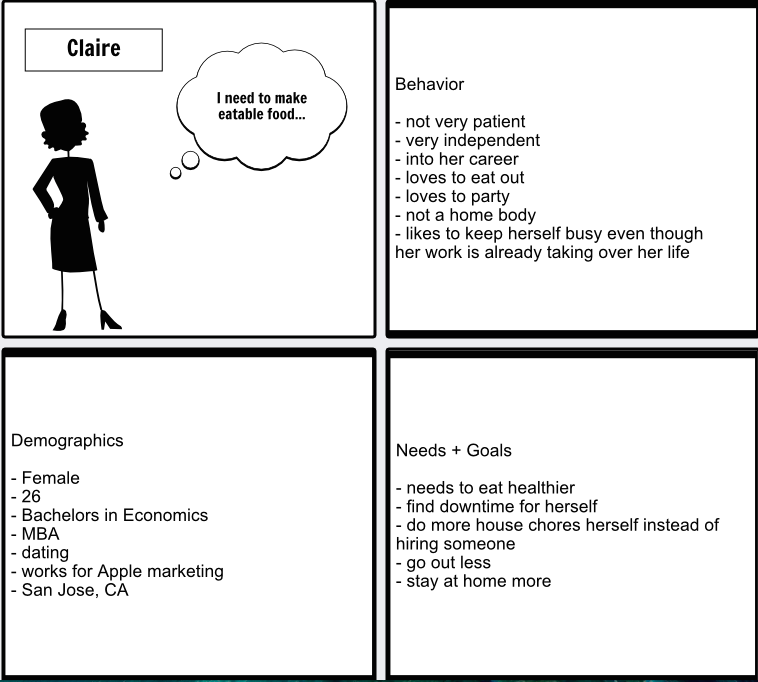 Claire
I need to make
eatable food...
Behavior
- not very patient
- very independent
- into her career
- loves to eat out
- loves to party
- not a home body
- likes to keep herself busy even though
her work is already taking over her life
Demographics
- Female
- 26
- Bachelors in Economics
- MBA
- dating
- works for Apple marketing
- San Jose, CA
Needs + Goals
- needs to eat healthier
- find downtime for herself
- do more house chores herself instead of
hiring someone
- go out less
- stay at home more